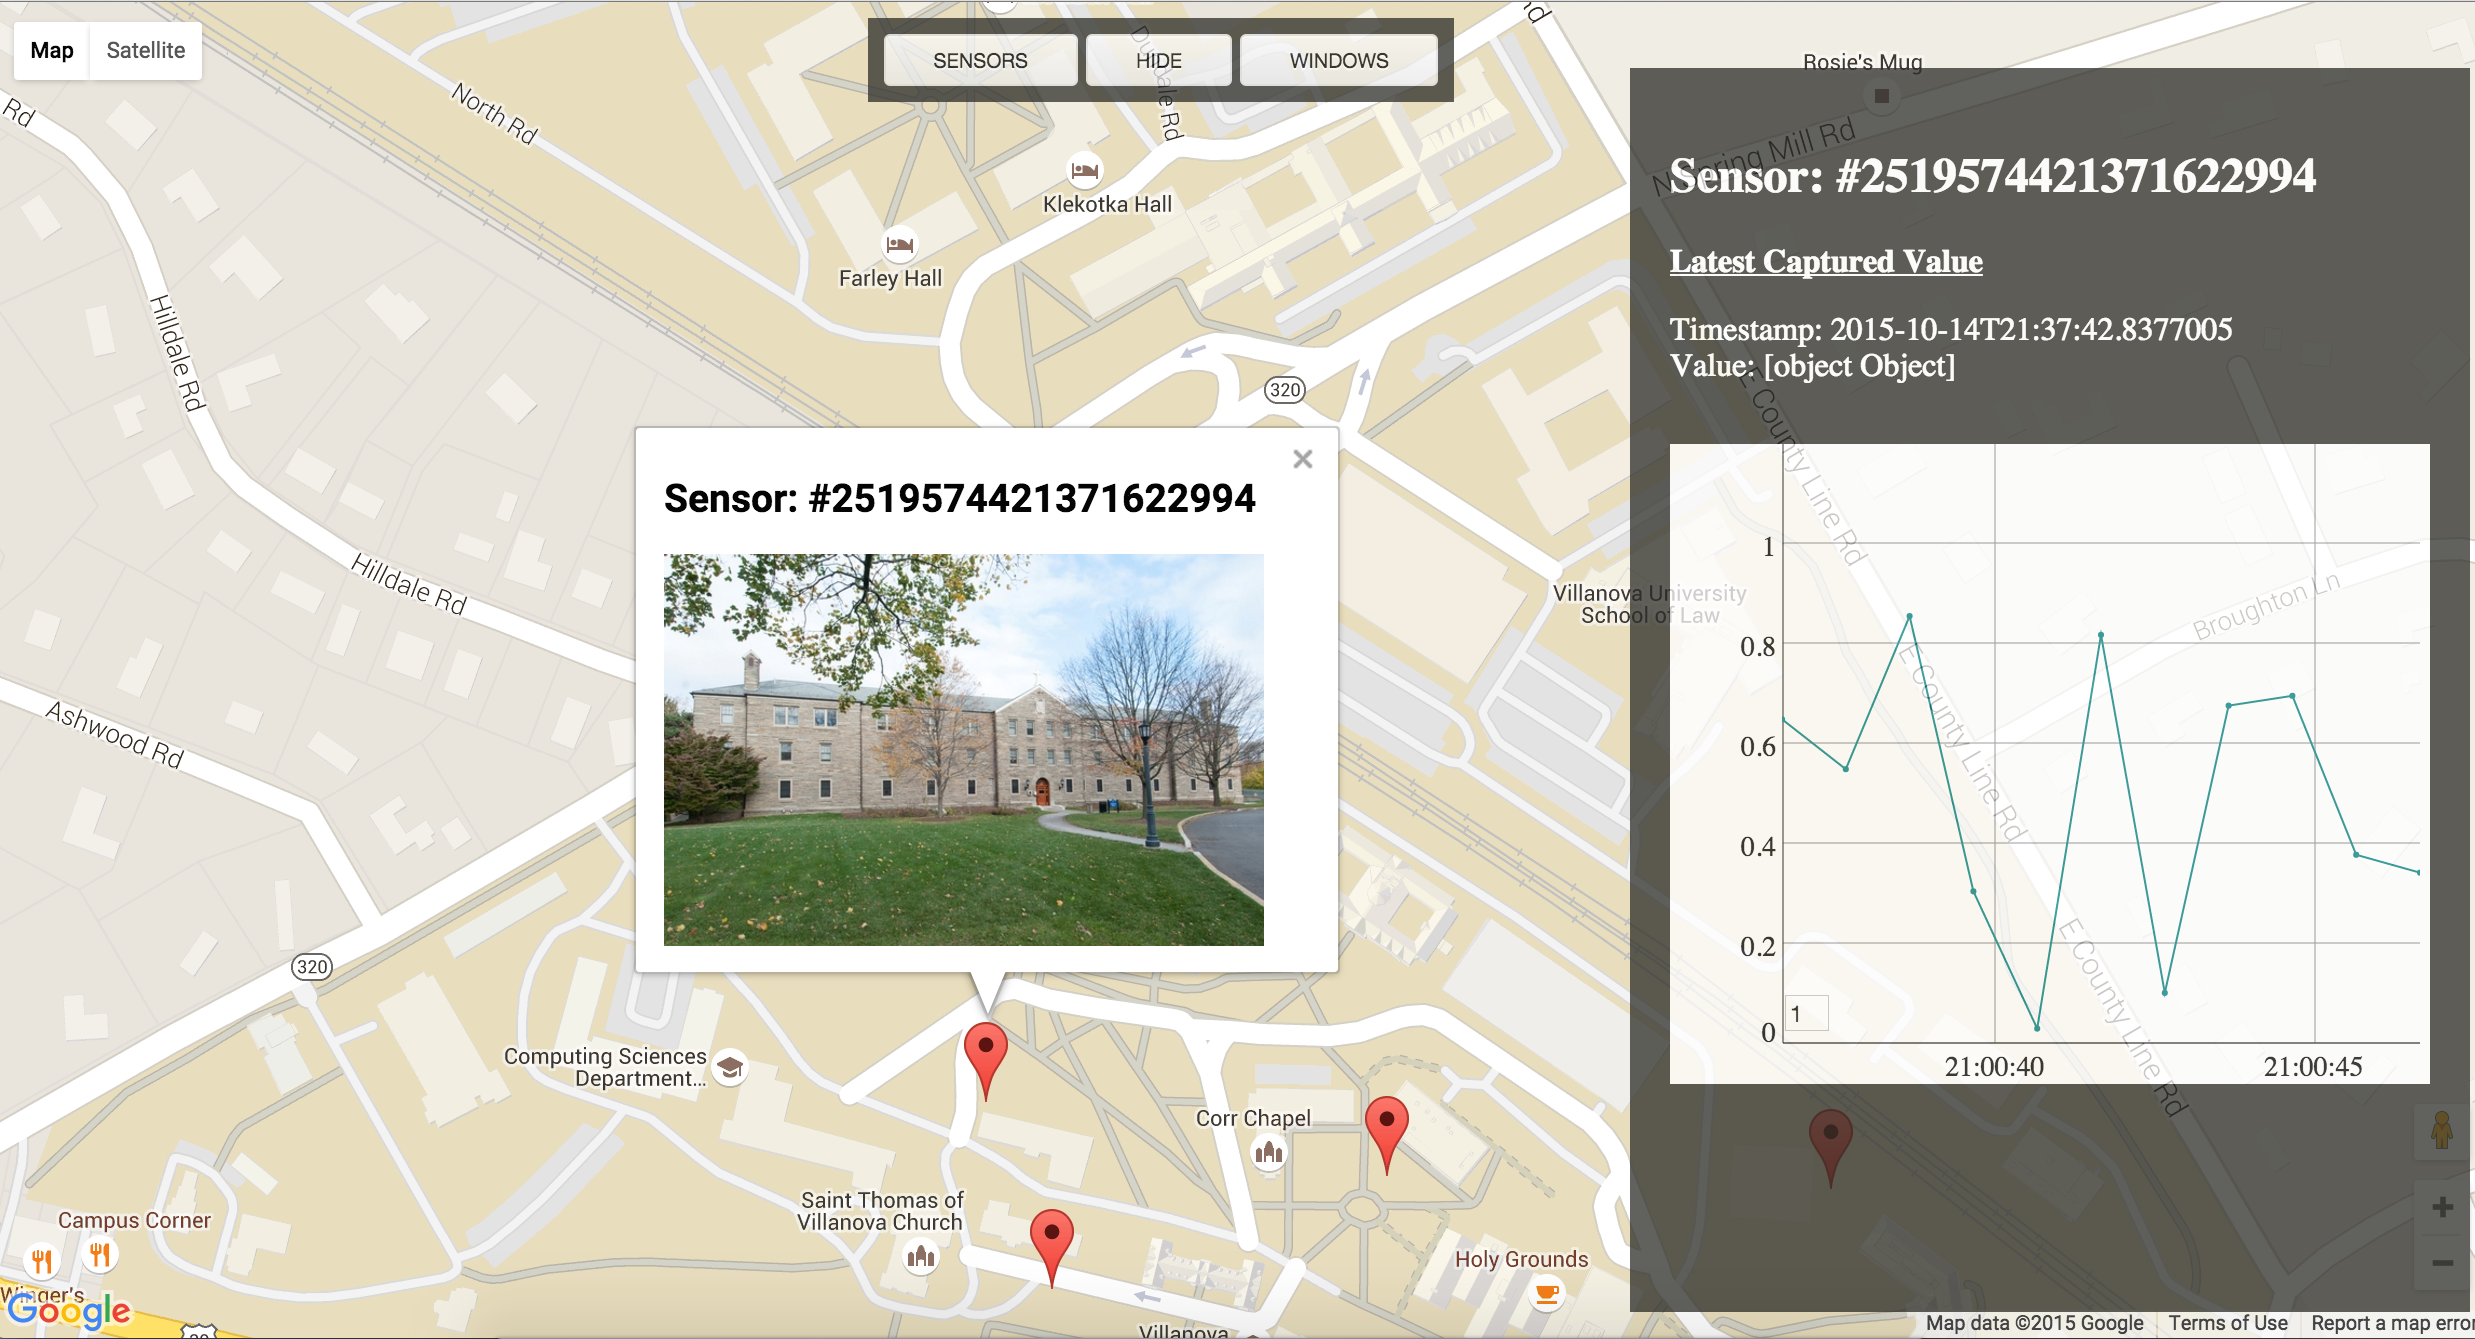 Map
Satellite
SENSORS
HIDE
WINDOWS
Rosie's Mug
Rd
North Rd
Dundale Rd
N Spring Mill Rd
Klekotka Hall
Farley Hall
Hilldale Rd
320
Sensor: #2519574421371622994
Latest Captured Value
Timestamp: 2015-10-14T21:37:42.8377005
Value: [object Object]
Sensor: #2519574421371622994
E County Line Rd
Villanova University
School of Law
Broughton Ln
Hilldale Rd
Ashwood Rd
E County Line Rd
E County Line Rd
1
0.8
0.6
0.4
0.2
0
1
21:00:40
21:00:45
320
Computing Sciences
Department...
Corr Chapel
Saint Thomas of
Villanova Church
Campus Corner
Holy Grounds
Winger's
Google
Villanova
Map data ©2015 Google
Terms of Use
Report a map error